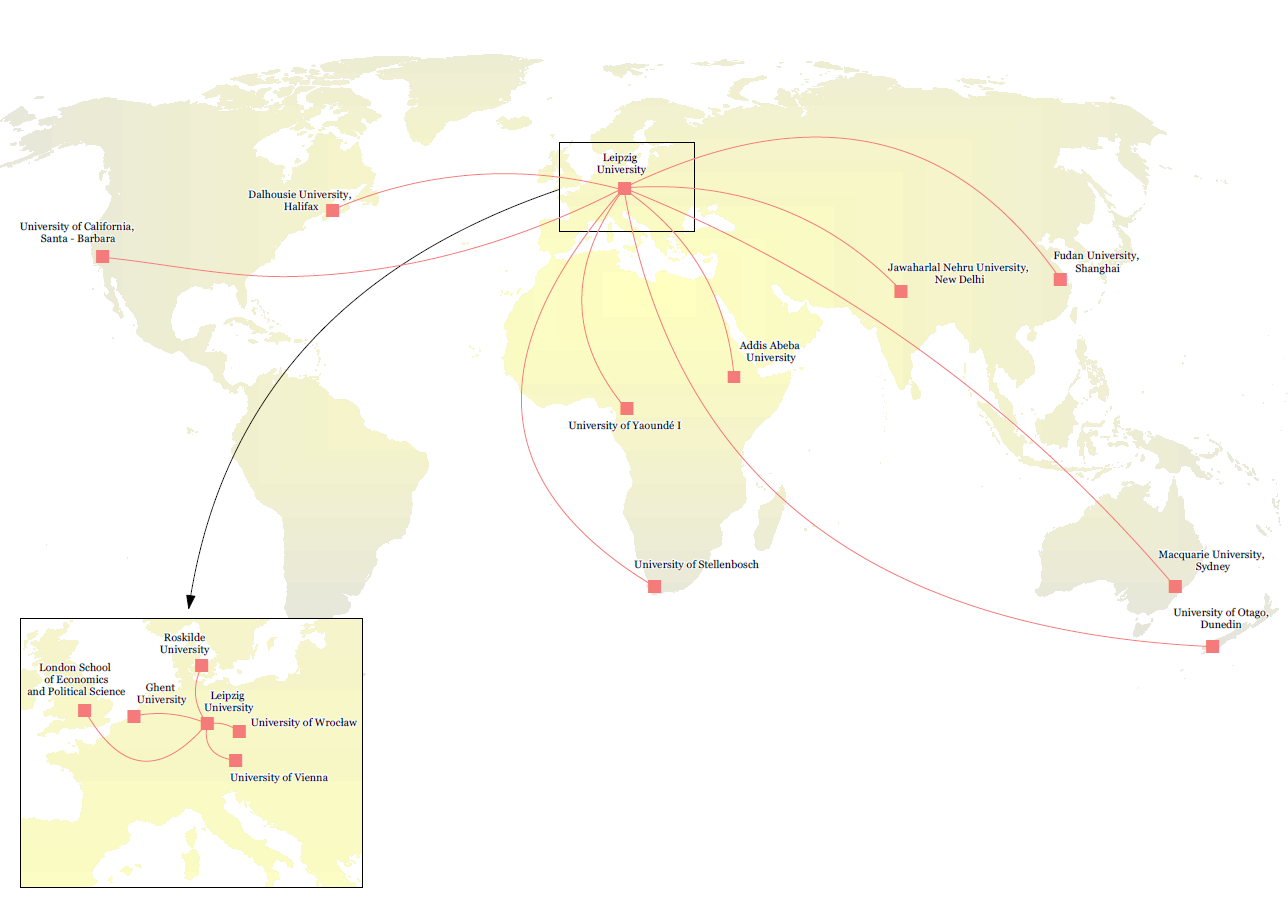 Leipzig
University
Dalhousie University,
Halifax
University of California,
Santa - Barbara
Fudan University,
Shanghai
Jawaharlal Nehru University,
New Delhi
Addis Abeba
University
University of Yaoundé I
University of Stellenbosch
Macquarie University,
Sydney
University of Otago,
Dunedin
Roskilde
University
London School
of Economics
and Political Science
Ghent
University
Leipzig
University
University of Wrocław
University of Vienna